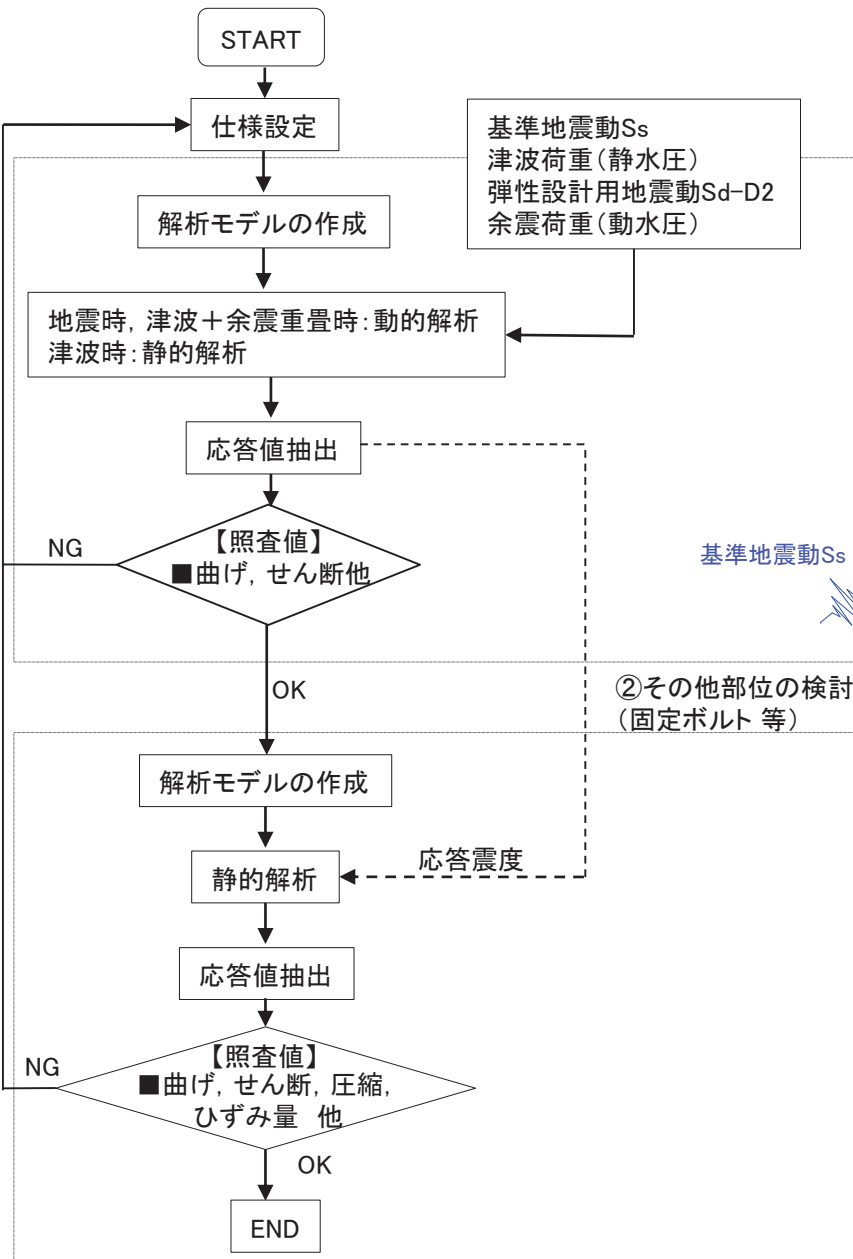 START
仕様設定
基準地震動Ss
津波荷重(静水圧)
弾性設計用地震動Sd-D2
余震荷重(動水圧)
解析モデルの作成
地震時, 津波+余震重畳時:動的解析
津波時:静的解析
応答値抽出
【照査値】
■曲げ, せん断他
NG
基準地震動Ss
OK
②その他部位の検討
(固定ボルト 等)
解析モデルの作成
応答震度
静的解析
応答値抽出
【照査値】
■曲げ, せん断, 圧縮,
ひずみ量 他
NG
OK
END